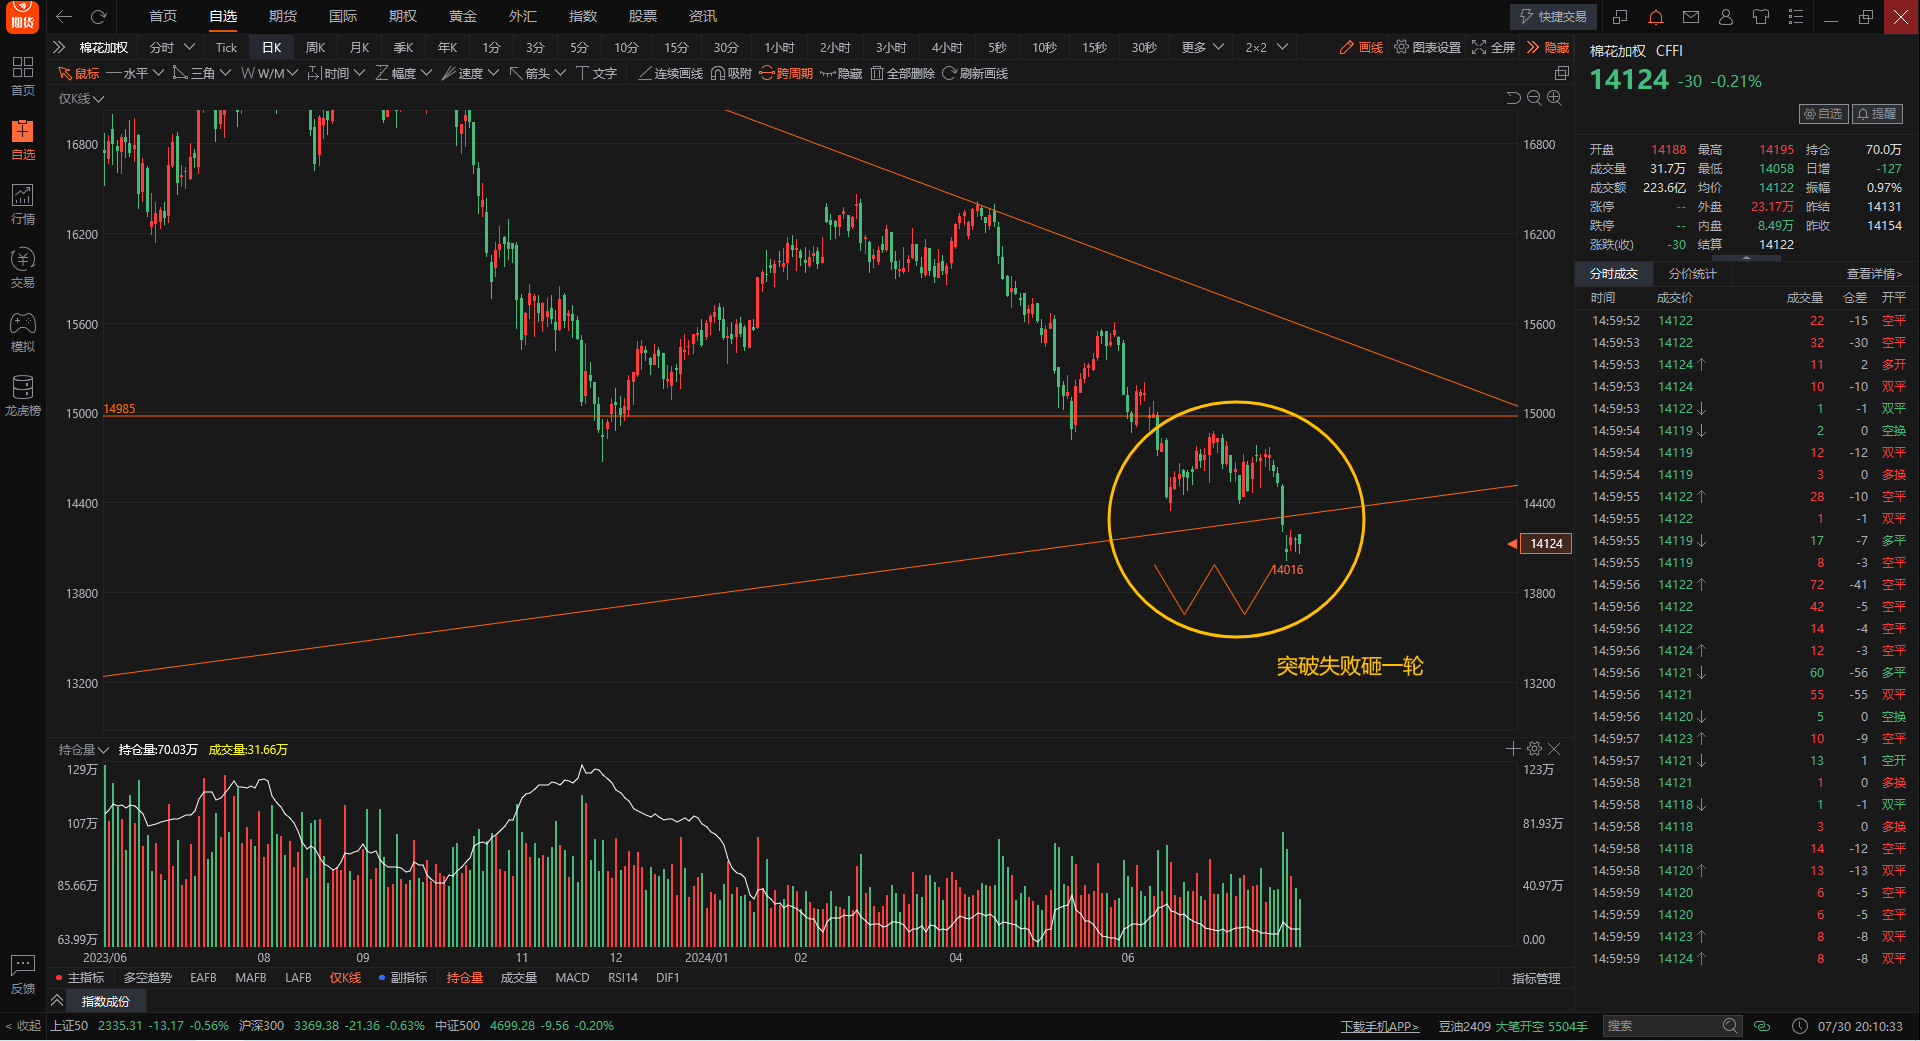 期货
首页 自选 期货 国际 期权 黄金 外汇 指数 股票 资讯 快捷交易
棉花加权 分时 Tick 日K 周K 月K 季K 年K 1分 3分 5分 10分 15分 30分 1小时 2小时 3小时 4小时 5秒 10秒 15秒 30秒 更多 2×2 画线 图表设置 全屏 隐藏
鼠标 水平 三角 W/M 时间 幅度 速度 箭头 文字 连续画线 吸附 跨周期 隐藏 全部删除 刷新画线
仅K线
首页
自选
行情
交易
模拟
龙虎榜
反馈
< 收起
16800 16800
16200 16200
15600 15600
15000 14985 15000
14400 14400
14124
14016
13800 13800
突破失败砸一轮
13200 13200
持仓量 持仓量:70.03万 成交量:31.66万
129万 123万
107万 81.93万
85.66万 40.97万
63.99万 0.00
2023/06 08 09 11 12 2024/01 02 04 06
主指标 多空趋势 EAFB MAFB LAFB 仅K线 副指标 持仓量 成交量 MACD RSI14 DIF1 指标管理
指数成份
棉花加权 CFFI
14124 -30 -0.21%
自选 提醒
开盘 14188 最高 14195 持仓 70.0万
成交量 31.7万 最低 14058 日增 -127
成交额 223.6亿 均价 14122 振幅 0.97%
涨停 -- 外盘 23.17万 昨结 14131
跌停 -- 内盘 8.49万 昨收 14154
涨跌(收) -30 结算 14122
分时成交 分价统计 查看详情>
时间 成交价 成交量 仓差 开平
14:59:52 14122 22 -15 空平
14:59:53 14122 32 -30 空平
14:59:53 14124↑ 11 2 多开
14:59:53 14124 10 -10 双平
14:59:53 14122↓ 1 -1 双平
14:59:54 14119↓ 2 0 空换
14:59:54 14119 12 -12 双平
14:59:54 14119 3 0 多换
14:59:55 14122↑ 28 -10 空平
14:59:55 14122 1 -1 双平
14:59:55 14119↓ 17 -7 多平
14:59:55 14119 8 -3 空平
14:59:56 14122↑ 72 -41 空平
14:59:56 14122 42 -5 空平
14:59:56 14122 14 -4 空平
14:59:56 14124↑ 12 -3 空平
14:59:56 14121↓ 60 -56 多平
14:59:56 14121 55 -55 双平
14:59:56 14120↓ 5 0 空换
14:59:57 14123↑ 10 -9 空平
14:59:57 14121↓ 13 1 空开
14:59:58 14121 1 0 多换
14:59:58 14118↓ 1 -1 双平
14:59:58 14118 3 0 多换
14:59:58 14118 14 -12 空平
14:59:58 14120↑ 13 -13 双平
14:59:59 14120 6 -5 空平
14:59:59 14120 6 -5 空平
14:59:59 14123↑ 8 -8 双平
14:59:59 14124↑ 8 -8 双平
上证50 2335.31 -13.17 -0.56% 沪深300 3369.38 -21.36 -0.63% 中证500 4699.28 -9.56 -0.20% 下载手机APP> 豆油2409 大笔开空 5504手 搜索 07/30 20:10:33